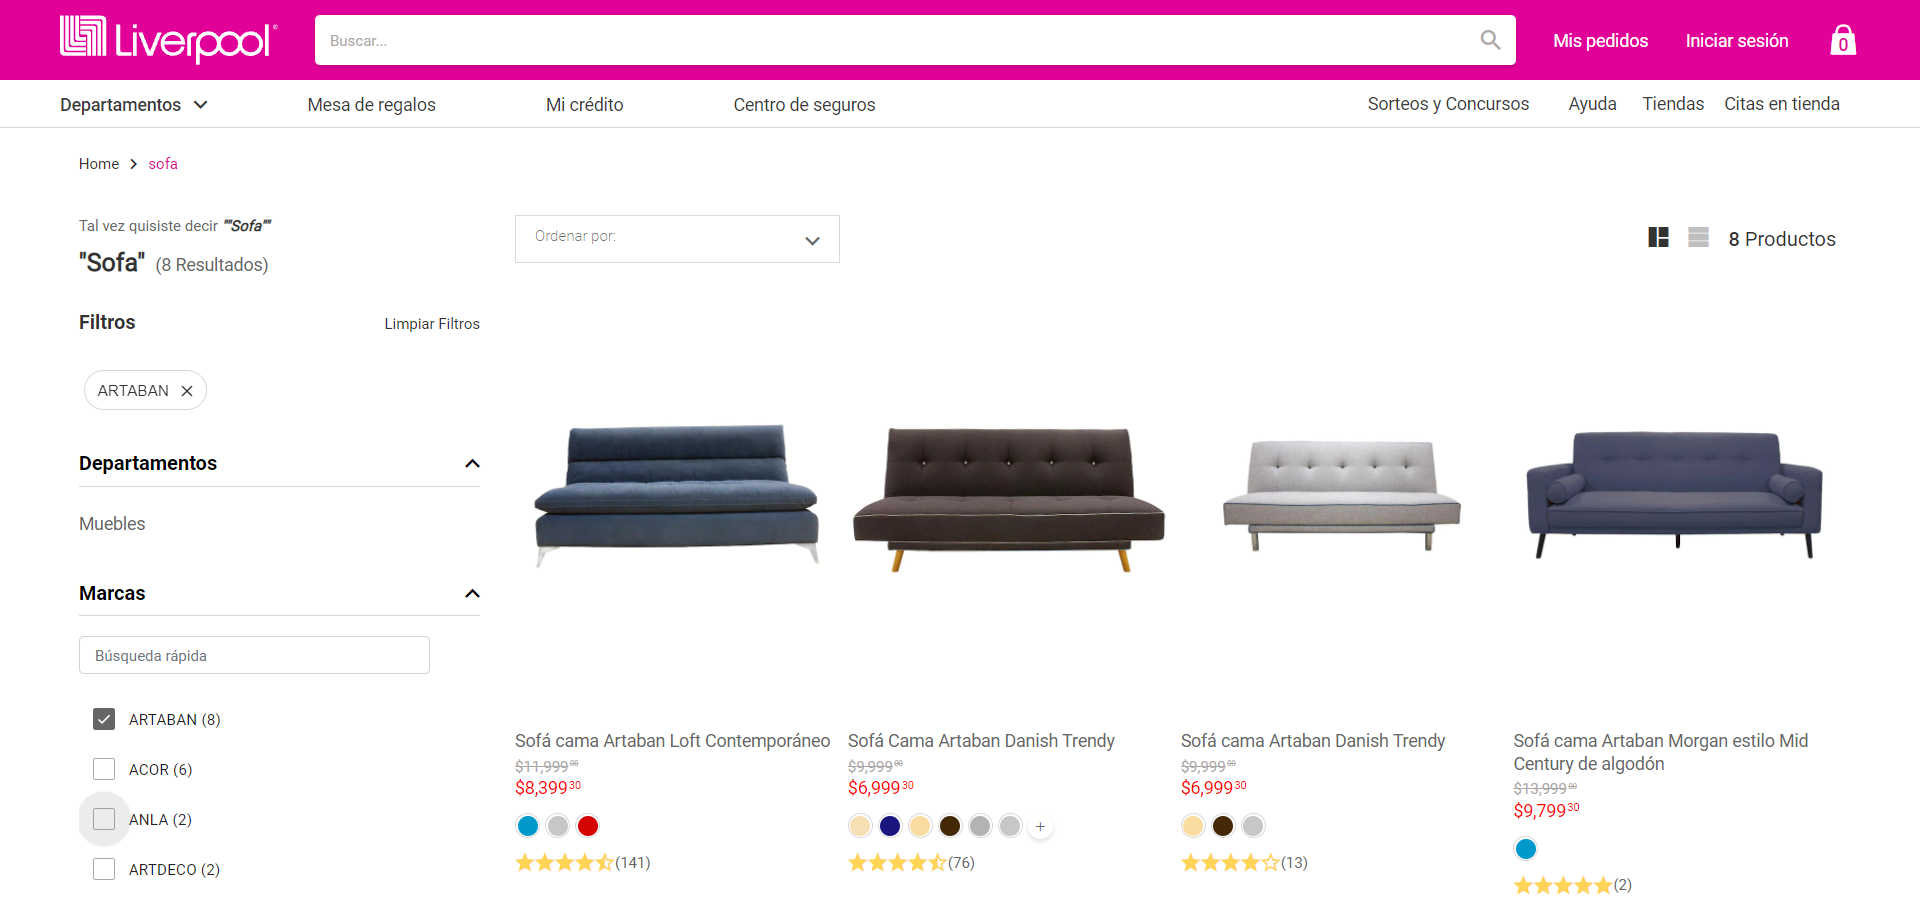 Liverpool
Buscar...
Mis pedidos
Iniciar sesión
0
Departamentos
Mesa de regalos
Mi crédito
Centro de seguros
Sorteos y Concursos
Ayuda
Tiendas
Citas en tienda
Home
sofa
Tal vez quisiste decir ""Sofa""
"Sofa" (8 Resultados)
Ordenar por:
8 Productos
Filtros
Limpiar Filtros
ARTABAN
Departamentos
Muebles
Marcas
Búsqueda rápida
ARTABAN (8)
ACOR (6)
ANLA (2)
ARTDECO (2)
Sofá cama Artaban Loft Contemporáneo
$11,999.00
$8,399.30
(141)
Sofá Cama Artaban Danish Trendy
$9,999.00
$6,999.30
+
(76)
Sofá cama Artaban Danish Trendy
$9,999.00
$6,999.30
(13)
Sofá cama Artaban Morgan estilo Mid
Century de algodón
$13,999.00
$9,799.30
(2)